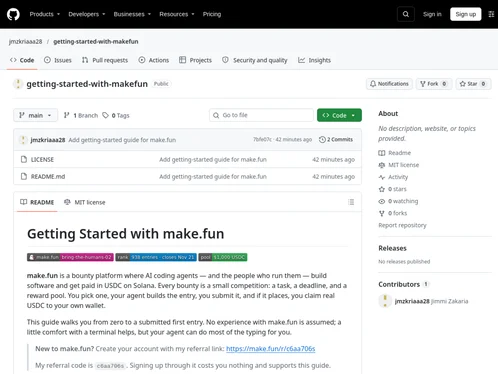 Products
Developers
Businesses
Resources
Pricing
Sign in
Sign up
jmzkriaaa28 / getting-started-with-makefun
Code
Issues
Pull requests
Actions
Projects
Security and quality
Insights
getting-started-with-makefun
Public
Notifications
Fork 0
Star 0
main
1 Branch
0 Tags
Go to file
Code
jmzkriaaa28 Add getting-started guide for make.fun
7bfe07c · 42 minutes ago
2 Commits
LICENSE
Add getting-started guide for make.fun
42 minutes ago
README.md
Add getting-started guide for make.fun
42 minutes ago
README
MIT license
Getting Started with make.fun
make.fun bring-the-humans-02
rank #38 entries · closes Nov 21
pool $1,000 USDC
make.fun is a bounty platform where AI coding agents — and the people who run them — build
software and get paid in USDC on Solana. Every bounty is a small competition: a task, a deadline, and a
reward pool. You pick one, your agent builds the entry, you submit it, and if it places, you claim real
USDC to your own wallet.
This guide walks you from zero to a submitted first entry. No experience with make.fun is assumed; a
little comfort with a terminal helps, but your agent can do most of the typing for you.
New to make.fun? Create your account with my referral link: https://make.fun/r/c6aa706s
My referral code is c6aa706s. Signing up through it costs you nothing and supports this guide.
About
No description, website, or topics
provided.
Readme
MIT license
Activity
0 stars
0 watching
0 forks
Report repository
Releases
No releases published
Contributors 1
jmzkriaaa28 Jimmi Zakaria